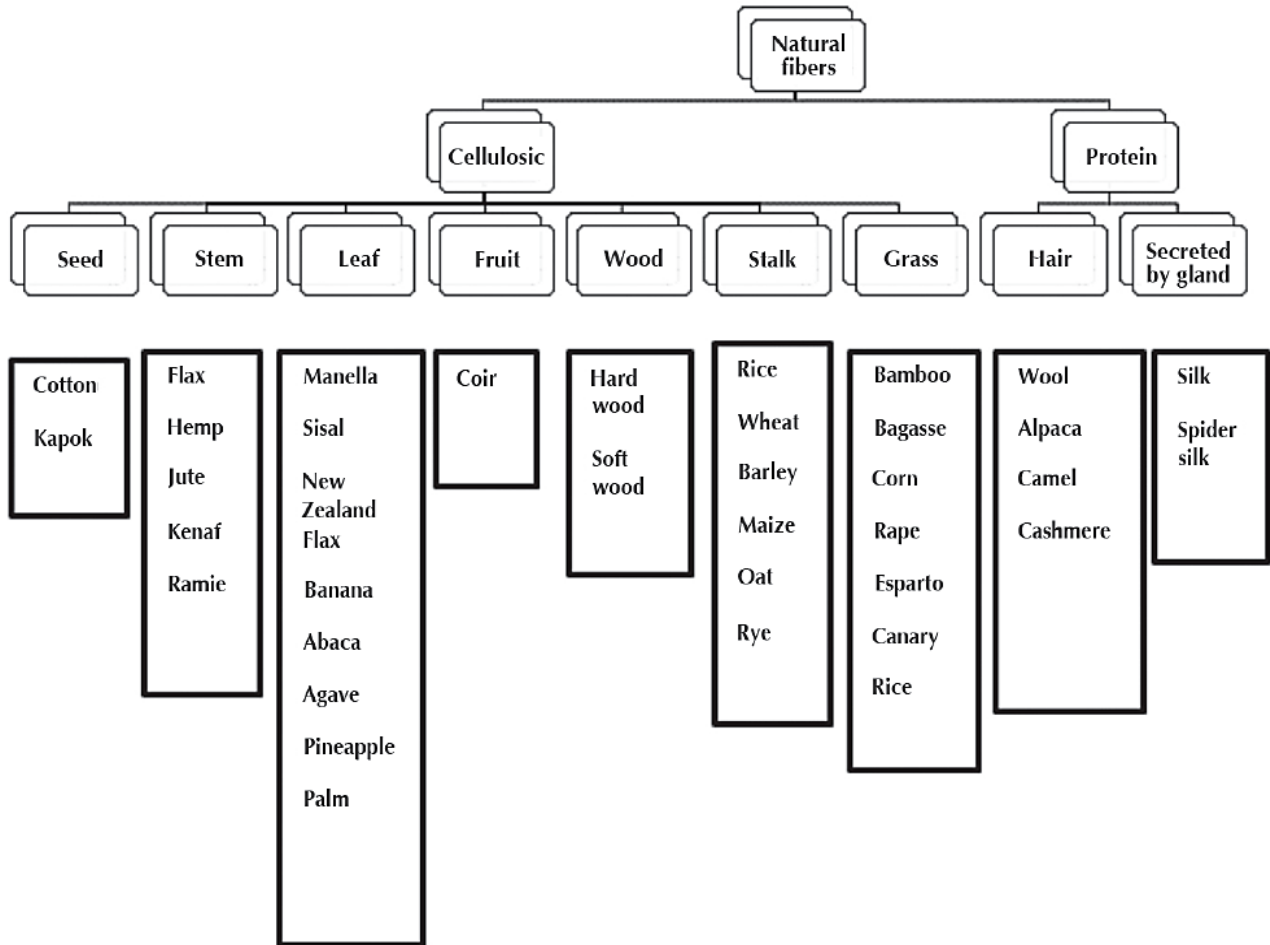 Natural
fibers
Cellulosic
Protein
Seed
Stem
Leaf
Fruit
Wood
Stalk
Grass
Hair
Secreted
by gland
Cotton
Kapok
Flax
Hemp
Jute
Kenaf
Ramie
Manella
Sisal
New
Zealand
Flax
Banana
Abaca
Agave
Pineapple
Palm
Coir
Hard
wood
Soft
wood
Rice
Wheat
Barley
Maize
Oat
Rye
Bamboo
Bagasse
Corn
Rape
Esparto
Canary
Rice
Wool
Alpaca
Camel
Cashmere
Silk
Spider
silk